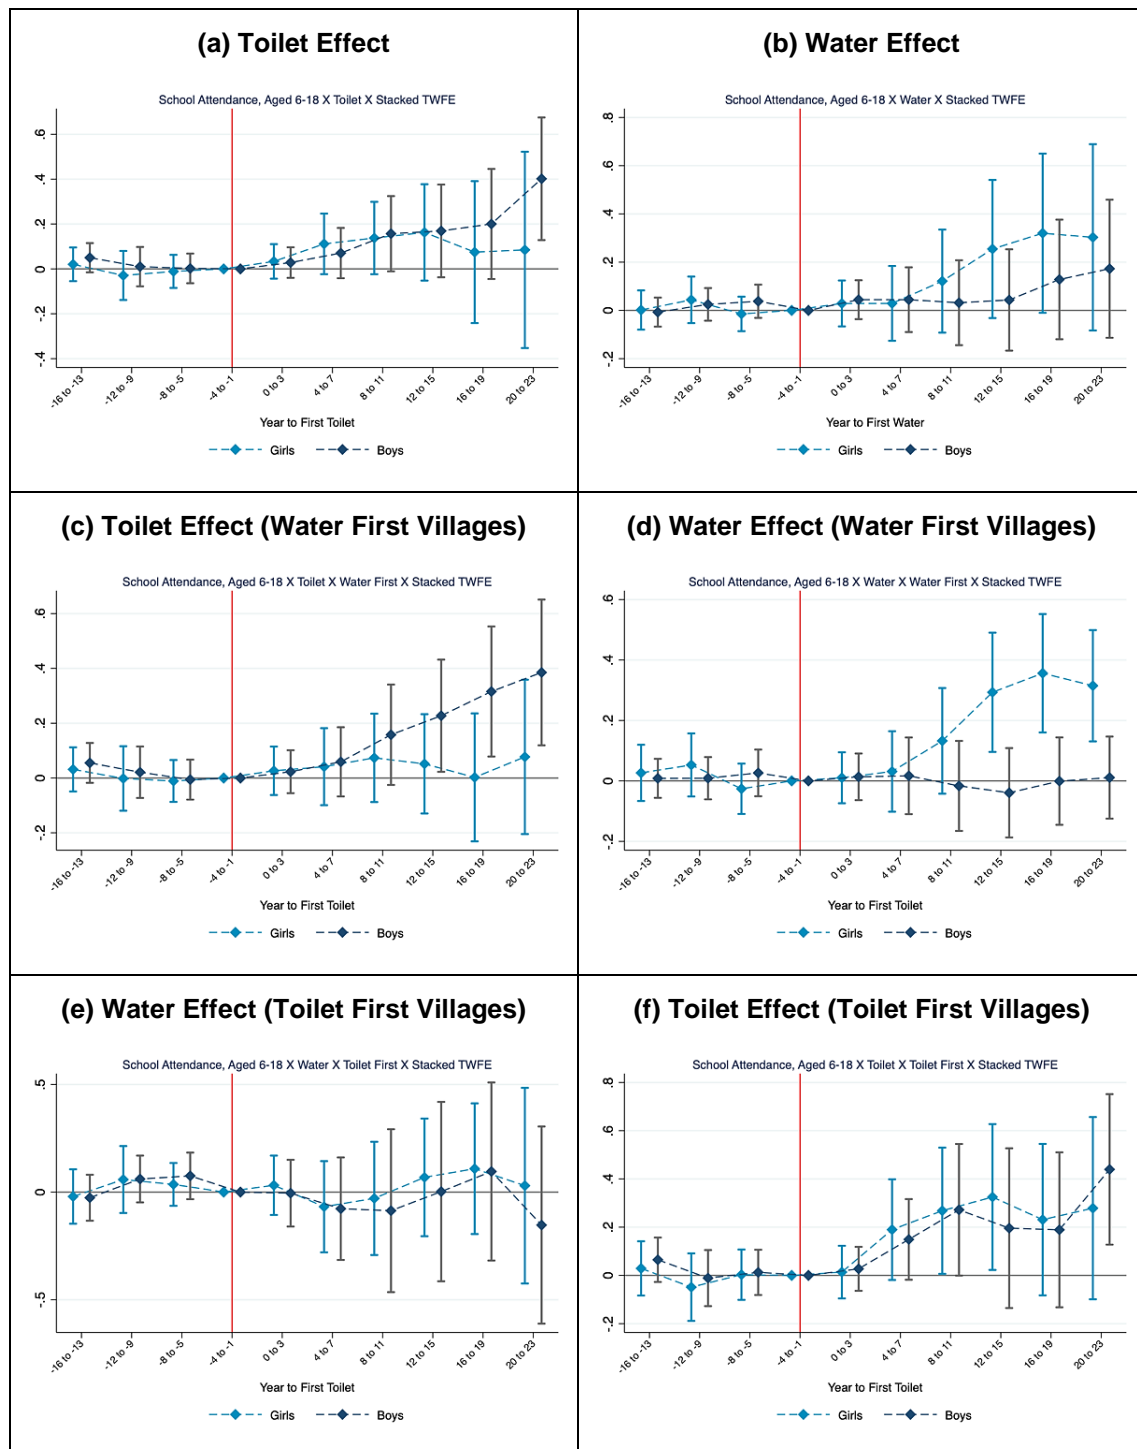 (a) Toilet Effect
School Attendance, Aged 6-18 X Toilet X Stacked TWFE
.6
.4
.2
0
-.2
-.4
-16 to -13
-12 to -9
-8 to -5
-4 to -1
0 to 3
4 to 7
8 to 11
12 to 15
16 to 19
20 to 23
Year to First Toilet
Girls Boys
(b) Water Effect
School Attendance, Aged 6-18 X Water X Stacked TWFE
.8
.6
.4
.2
0
-.2
-16 to -13
-12 to -9
-8 to -5
-4 to -1
0 to 3
4 to 7
8 to 11
12 to 15
16 to 19
20 to 23
Year to First Water
Girls Boys
(c) Toilet Effect (Water First Villages)
School Attendance, Aged 6-18 X Toilet X Water First X Stacked TWFE
.6
.4
.2
0
-.2
-16 to -13
-12 to -9
-8 to -5
-4 to -1
0 to 3
4 to 7
8 to 11
12 to 15
16 to 19
20 to 23
Year to First Toilet
Girls Boys
(d) Water Effect (Water First Villages)
School Attendance, Aged 6-18 X Water X Water First X Stacked TWFE
.6
.4
.2
0
-.2
-16 to -13
-12 to -9
-8 to -5
-4 to -1
0 to 3
4 to 7
8 to 11
12 to 15
16 to 19
20 to 23
Year to First Toilet
Girls Boys
(e) Water Effect (Toilet First Villages)
School Attendance, Aged 6-18 X Water X Toilet First X Stacked TWFE
.5
0
-.5
-16 to -13
-12 to -9
-8 to -5
-4 to -1
0 to 3
4 to 7
8 to 11
12 to 15
16 to 19
20 to 23
Year to First Toilet
Girls Boys
(f) Toilet Effect (Toilet First Villages)
School Attendance, Aged 6-18 X Toilet X Toilet First X Stacked TWFE
.8
.6
.4
.2
0
-.2
-16 to -13
-12 to -9
-8 to -5
-4 to -1
0 to 3
4 to 7
8 to 11
12 to 15
16 to 19
20 to 23
Year to First Toilet
Girls Boys